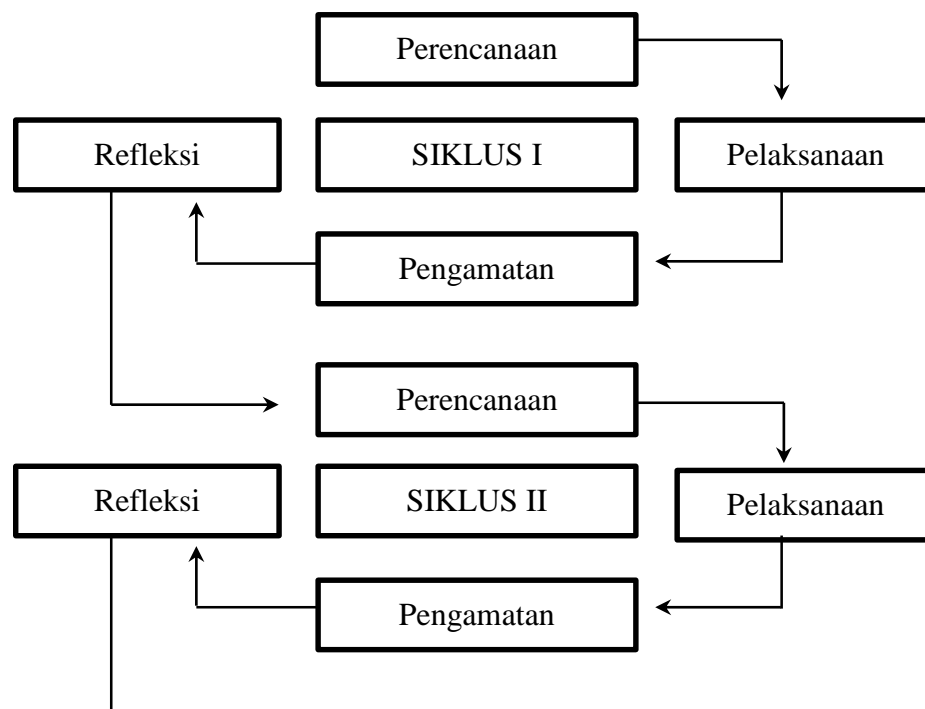 Perencanaan
Refleksi
SIKLUS I
Pelaksanaan
Pengamatan
Perencanaan
Refleksi
SIKLUS II
Pelaksanaan
Pengamatan